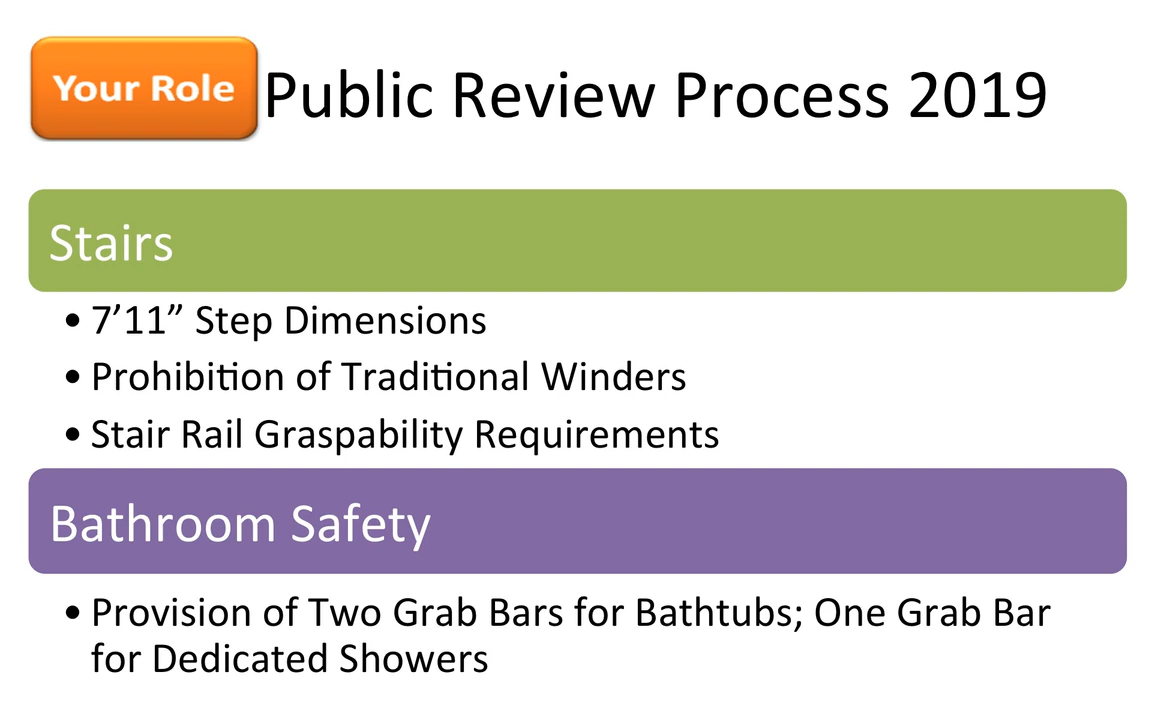 Your Role
Public Review Process 2019
Stairs
• 7’11” Step Dimensions
• Prohibition of Traditional Winders
• Stair Rail Graspability Requirements
Bathroom Safety
• Provision of Two Grab Bars for Bathtubs; One Grab Bar
for Dedicated Showers